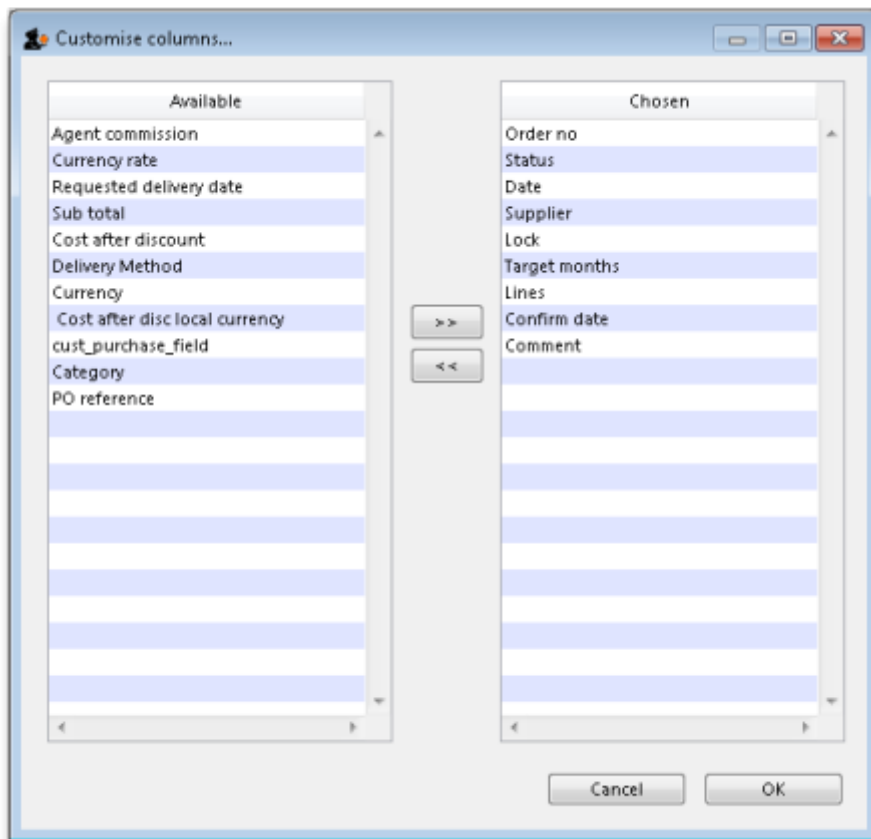 Customise columns...
Available
Agent commission
Currency rate
Requested delivery date
Sub total
Cost after discount
Delivery Method
Currency
Cost after disc local currency
cust_purchase_field
Category
PO reference
>>
<<
Chosen
Order no
Status
Date
Supplier
Lock
Target months
Lines
Confirm date
Comment
Cancel
OK